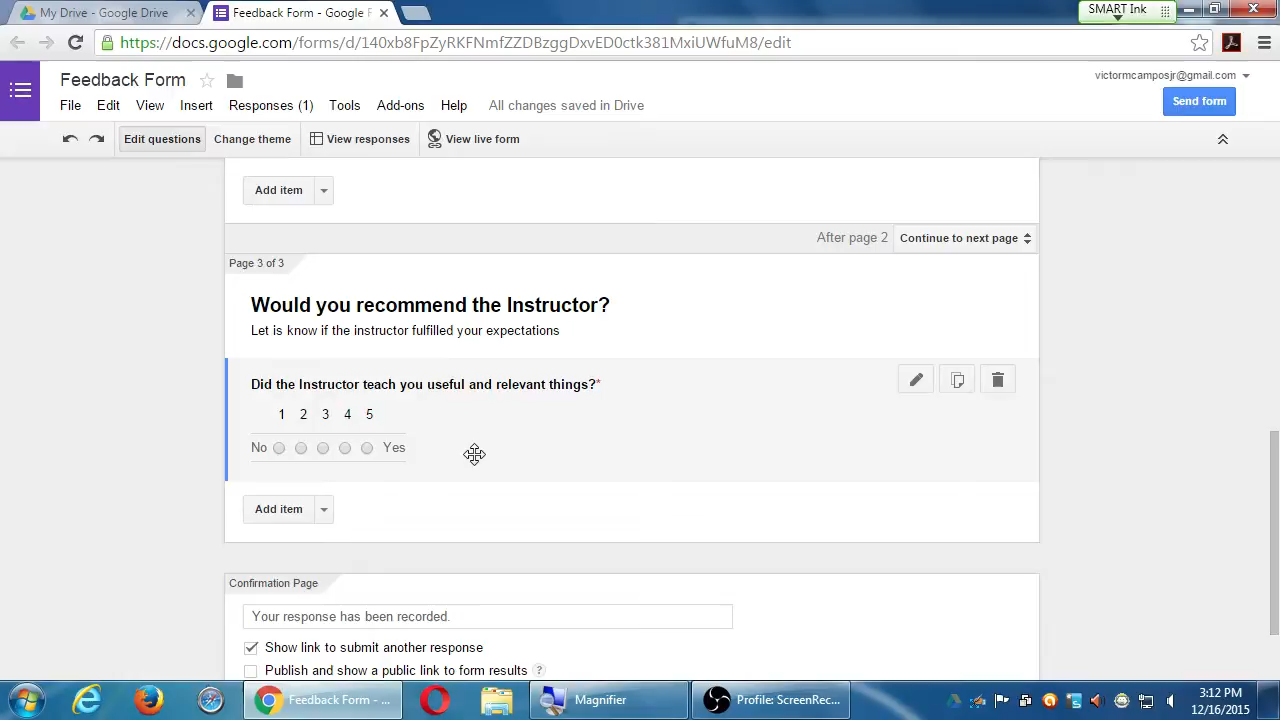 My Drive - Google Drive
Feedback Form - Google F
SMART Ink
https://docs.google.com/forms/d/140xb8FpZyRKFNmfZZDBzggDxvED0ctk381MxiUWfuM8/edit
Feedback Form
victormcamposjr@gmail.com
File Edit View Insert Responses (1) Tools Add-ons Help All changes saved in Drive
Send form
Edit questions Change theme View responses View live form
Add item
After page 2 Continue to next page
Page 3 of 3
Would you recommend the Instructor?
Let is know if the instructor fulfilled your expectations
Did the Instructor teach you useful and relevant things?*
1 2 3 4 5
No Yes
Add item
Confirmation Page
Your response has been recorded.
Show link to submit another response
Publish and show a public link to form results ?
Feedback Form - ...
Magnifier
Profile: ScreenRec...
3:12 PM
12/16/2015